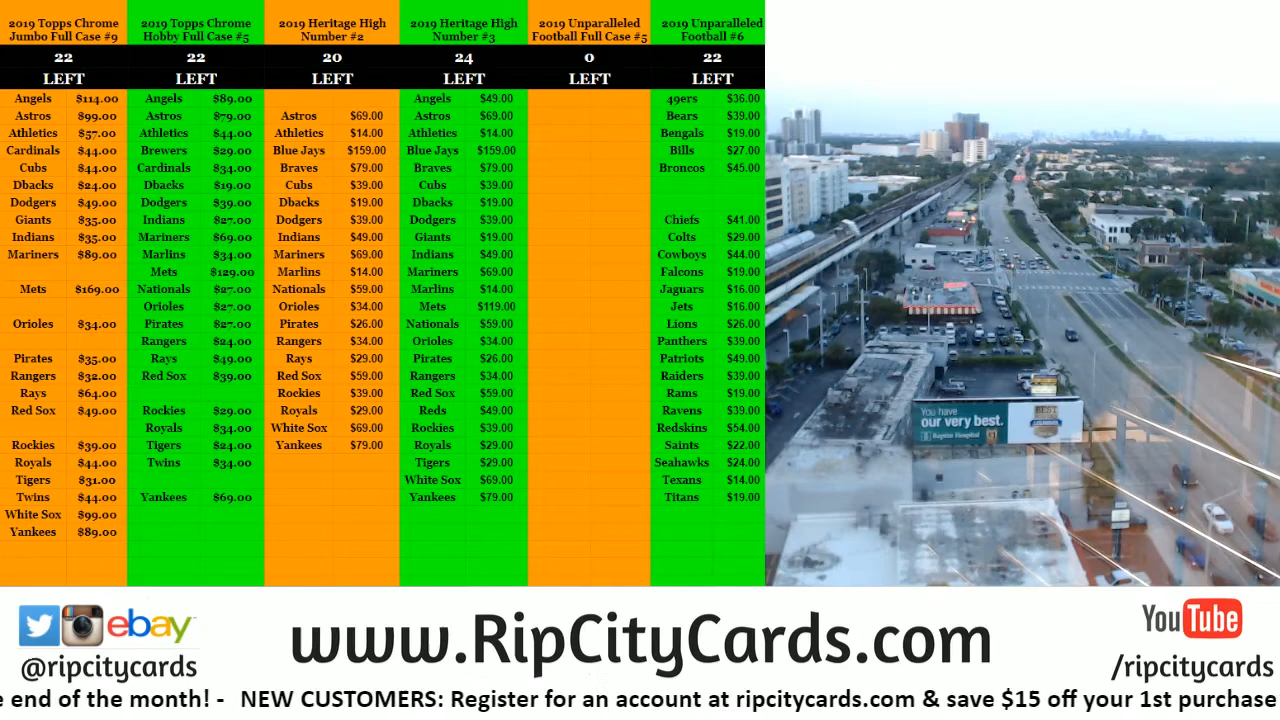 2019 Topps Chrome Jumbo Full Case #9
22
LEFT
Angels $114.00
Astros $99.00
Athletics $57.00
Cardinals $44.00
Cubs $44.00
Dbacks $24.00
Dodgers $49.00
Giants $35.00
Indians $35.00
Mariners $89.00
Mets $169.00
Orioles $34.00
Pirates $35.00
Rangers $32.00
Rays $64.00
Red Sox $49.00
Rockies $39.00
Royals $44.00
Tigers $31.00
Twins $44.00
White Sox $99.00
Yankees $89.00
2019 Topps Chrome Hobby Full Case #5
22
LEFT
Angels $89.00
Astros $79.00
Athletics $44.00
Brewers $29.00
Cardinals $34.00
Dbacks $19.00
Dodgers $39.00
Indians $27.00
Mariners $69.00
Marlins $34.00
Mets $129.00
Nationals $27.00
Orioles $27.00
Pirates $27.00
Rangers $24.00
Rays $49.00
Red Sox $39.00
Rockies $29.00
Royals $34.00
Tigers $24.00
Twins $34.00
Yankees $69.00
2019 Heritage High Number #2
20
LEFT
Astros $69.00
Athletics $14.00
Blue Jays $159.00
Braves $79.00
Cubs $39.00
Dbacks $19.00
Dodgers $39.00
Indians $49.00
Mariners $69.00
Marlins $14.00
Nationals $59.00
Orioles $34.00
Pirates $26.00
Rangers $34.00
Rays $29.00
Red Sox $59.00
Rockies $39.00
Royals $29.00
White Sox $69.00
Yankees $79.00
2019 Heritage High Number #3
24
LEFT
Angels $49.00
Astros $69.00
Athletics $14.00
Blue Jays $159.00
Braves $79.00
Cubs $39.00
Dbacks $19.00
Dodgers $39.00
Giants $19.00
Indians $49.00
Mariners $69.00
Marlins $14.00
Mets $119.00
Nationals $59.00
Orioles $34.00
Pirates $26.00
Rangers $34.00
Red Sox $59.00
Reds $49.00
Rockies $39.00
Royals $29.00
Tigers $29.00
White Sox $69.00
Yankees $79.00
2019 Unparalleled Football Full Case #5
0
LEFT
2019 Unparalleled Football #6
22
LEFT
49ers $36.00
Bears $39.00
Bengals $19.00
Bills $27.00
Broncos $45.00
Chiefs $41.00
Colts $29.00
Cowboys $44.00
Falcons $19.00
Jaguars $16.00
Jets $16.00
Lions $26.00
Panthers $39.00
Patriots $49.00
Raiders $39.00
Rams $19.00
Ravens $39.00
Redskins $54.00
Saints $22.00
Seahawks $24.00
Texans $14.00
Titans $19.00
You have
our very best.
Baptist Hospital
BEST
ebay
@ripcitycards
www.RipCityCards.com
YouTube
/ripcitycards
e end of the month! - NEW CUSTOMERS: Register for an account at ripcitycards.com & save $15 off your 1st purchase